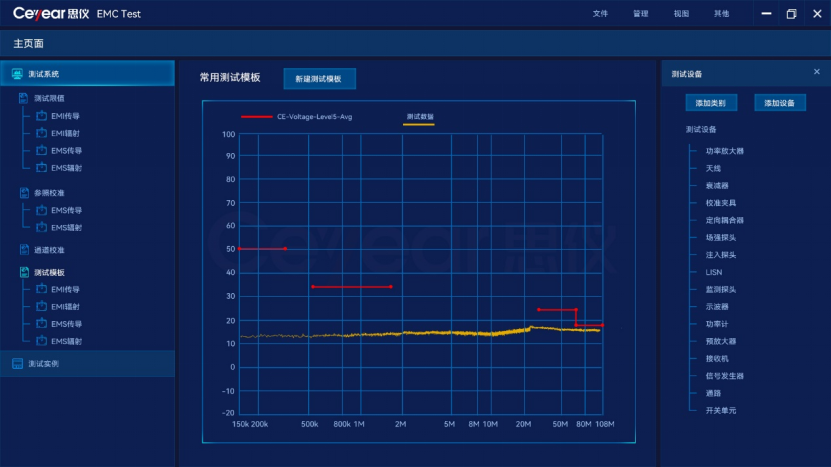 Ceyear 思仪 EMC Test
文件 管理 视图 其他
主页面
测试系统
测试限值
EMI传导
EMI辐射
EMS传导
EMS辐射
参照校准
EMS传导
EMS辐射
通道校准
测试模板
EMI传导
EMI辐射
EMS传导
EMS辐射
测试实例
常用测试模板 新建测试模板
CE-Voltage-Level5-Avg 测试数据
100
90
80
70
60
50
40
30
20
10
0
-10
-20
150k 200k 500k 800k 1M 2M 5M 8M 10M 20M 50M 80M 108M
Ceyear 思仪
测试设备
添加类别 添加设备
测试设备
功率放大器
天线
衰减器
校准夹具
定向耦合器
场强探头
注入探头
LISN
监测探头
示波器
功率计
预放大器
接收机
信号发生器
通路
开关单元